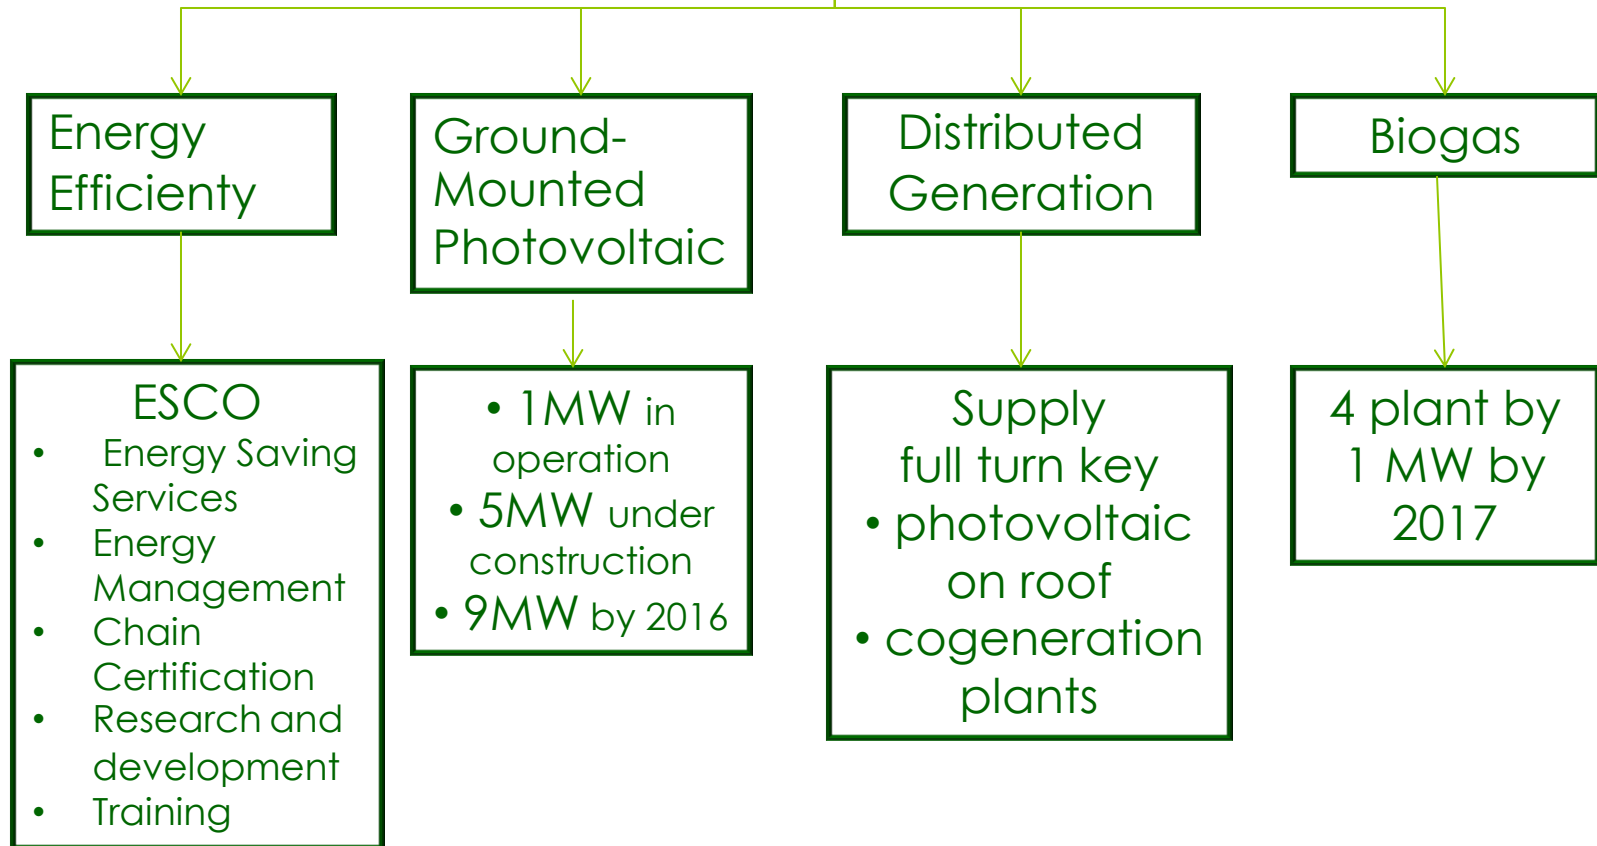 Energy
Efficienty
Ground-
Mounted
Photovoltaic
Distributed
Generation
Biogas
ESCO
• Energy Saving
Services
• Energy
Management
• Chain
Certification
• Research and
development
• Training
• 1MW in
operation
• 5MW under
construction
• 9MW by 2016
Supply
full turn key
• photovoltaic
on roof
• cogeneration
plants
4 plant by
1 MW by
2017